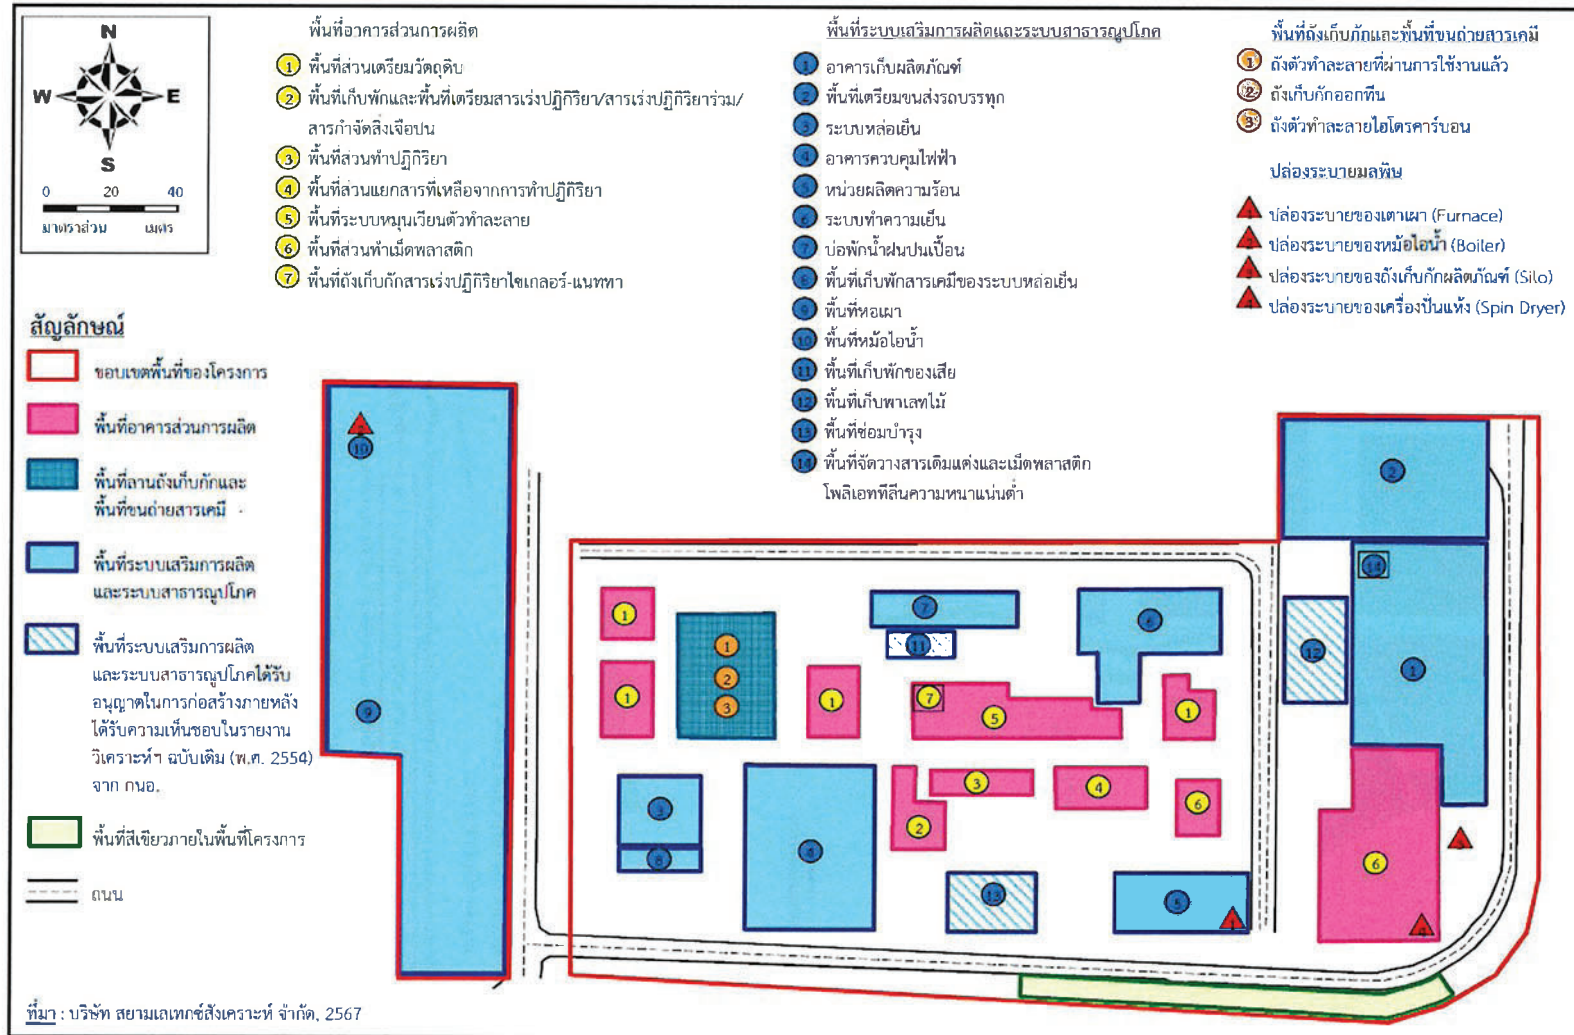 N
W E
S
0 20 40
มาตราส่วน เมตร
พื้นที่อาคารส่วนการผลิต
1 พื้นที่ส่วนเตรียมวัตถุดิบ
2 พื้นที่เก็บพักและพื้นที่เตรียมสารเร่งปฏิกิริยา/สารเร่งปฏิกิริยาร่วม/
สารกำจัดสิ่งเจือปน
3 พื้นที่ส่วนทำปฏิกิริยา
4 พื้นที่ส่วนแยกสารที่เหลือจากการทำปฏิกิริยา
5 พื้นที่ระบบหมุนเวียนตัวทำละลาย
6 พื้นที่ส่วนทำเม็ดพลาสติก
7 พื้นที่ถังเก็บกักสารเร่งปฏิกิริยาไซเกลอร์-แนททา
พื้นที่ระบบเสริมการผลิตและระบบสาธารณูปโภค
1 อาคารเก็บผลิตภัณฑ์
2 พื้นที่เตรียมขนส่งรถบรรทุก
3 ระบบหล่อเย็น
4 อาคารควบคุมไฟฟ้า
5 หน่วยผลิตความร้อน
6 ระบบทำความเย็น
7 บ่อพักน้ำฝนปนเปื้อน
8 พื้นที่เก็บพักสารเคมีของระบบหล่อเย็น
9 พื้นที่หอเผา
10 พื้นที่หม้อไอน้ำ
11 พื้นที่เก็บพักของเสีย
12 พื้นที่เก็บพาเลทไม้
13 พื้นที่ซ่อมบำรุง
14 พื้นที่จัดวางสารเติมแต่งและเม็ดพลาสติก
โพลิเอททีลีนความหนาแน่นต่ำ
พื้นที่ถังเก็บกักและพื้นที่ขนถ่ายสารเคมี
1 ถังตัวทำละลายที่ผ่านการใช้งานแล้ว
2 ถังเก็บกักออกทีน
3 ถังตัวทำละลายไฮโดรคาร์บอน
ปล่องระบายมลพิษ
ปล่องระบายของเตาเผา (Furnace)
ปล่องระบายของหม้อไอน้ำ (Boiler)
ปล่องระบายของถังเก็บกักผลิตภัณฑ์ (Silo)
ปล่องระบายของเครื่องปั่นแห้ง (Spin Dryer)
สัญลักษณ์
ขอบเขตพื้นที่ของโครงการ
พื้นที่อาคารส่วนการผลิต
พื้นที่ลานถังเก็บกักและ
พื้นที่ขนถ่ายสารเคมี
พื้นที่ระบบเสริมการผลิต
และระบบสาธารณูปโภค
พื้นที่ระบบเสริมการผลิต
และระบบสาธารณูปโภคได้รับ
อนุญาตในการก่อสร้างภายหลัง
ได้รับความเห็นชอบในรายงาน
วิเคราะห์ฯ ฉบับเดิม (พ.ศ. 2554)
จาก กนอ.
พื้นที่สีเขียวภายในพื้นที่โครงการ
ถนน
10
9
2
14
1
12
1
1
1
2
3
1
7
11
6
7
5
1
3
8
4
2
3
4
6
13
5
6
ที่มา : บริษัท สยามเลเทกซ์สังเคราะห์ จำกัด, 2567